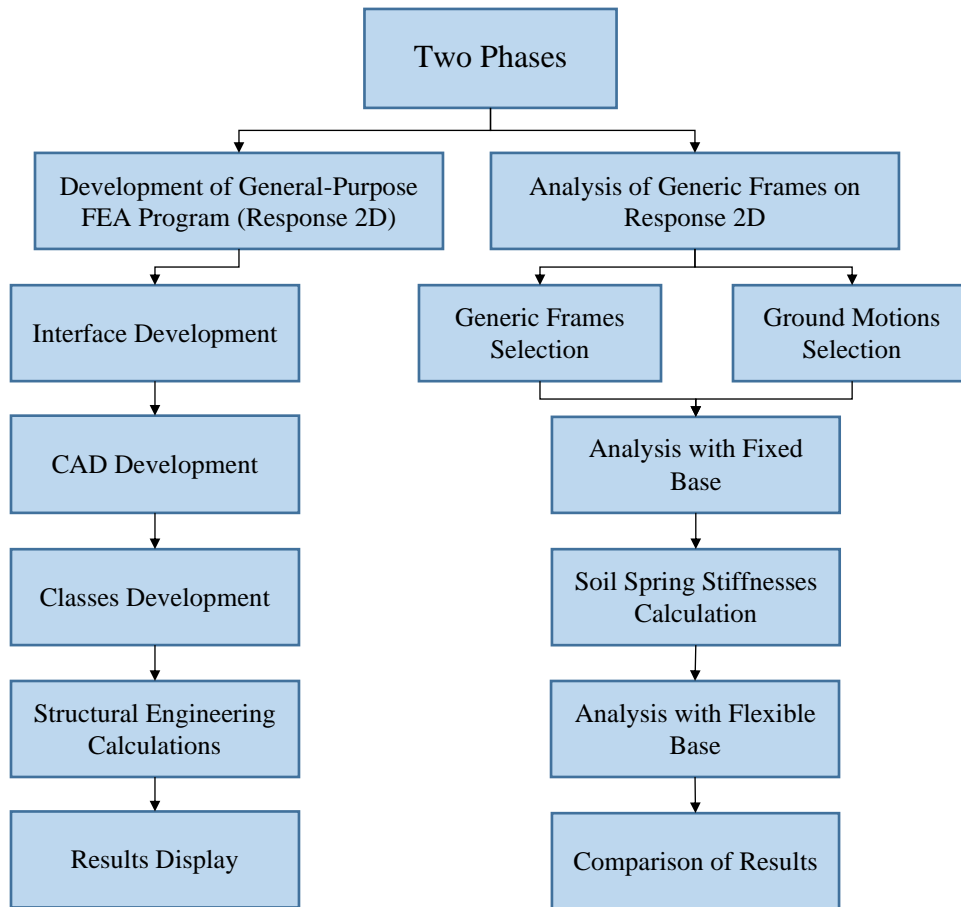 Two Phases
Development of General-Purpose
FEA Program (Response 2D)
Analysis of Generic Frames on
Response 2D
Interface Development
Generic Frames
Selection
Ground Motions
Selection
CAD Development
Analysis with Fixed
Base
Classes Development
Soil Spring Stiffnesses
Calculation
Structural Engineering
Calculations
Analysis with Flexible
Base
Results Display
Comparison of Results